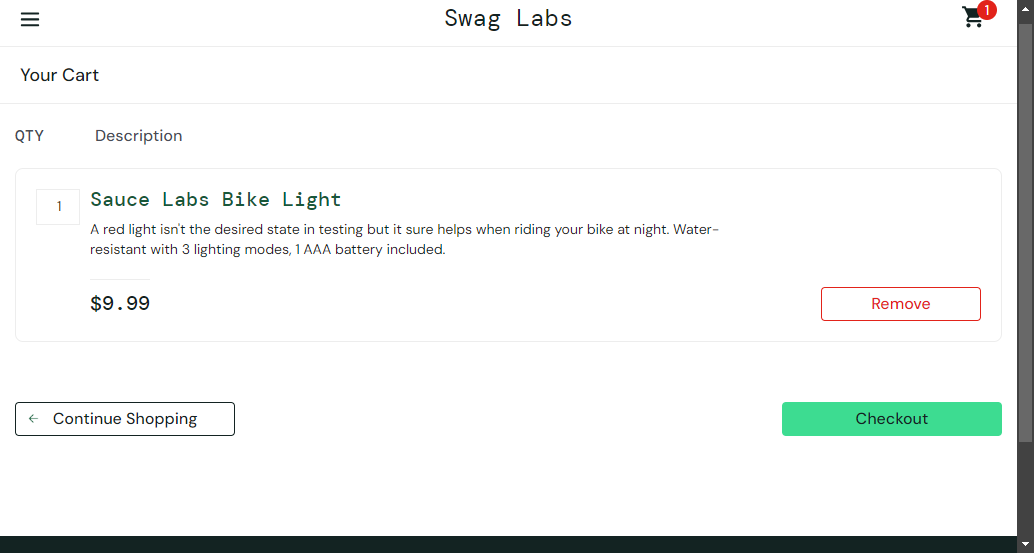 Swag Labs
1
Your Cart
QTY
Description
1
Sauce Labs Bike Light
A red light isn't the desired state in testing but it sure helps when riding your bike at night. Water-
resistant with 3 lighting modes, 1 AAA battery included.
$9.99
Remove
Continue Shopping
Checkout